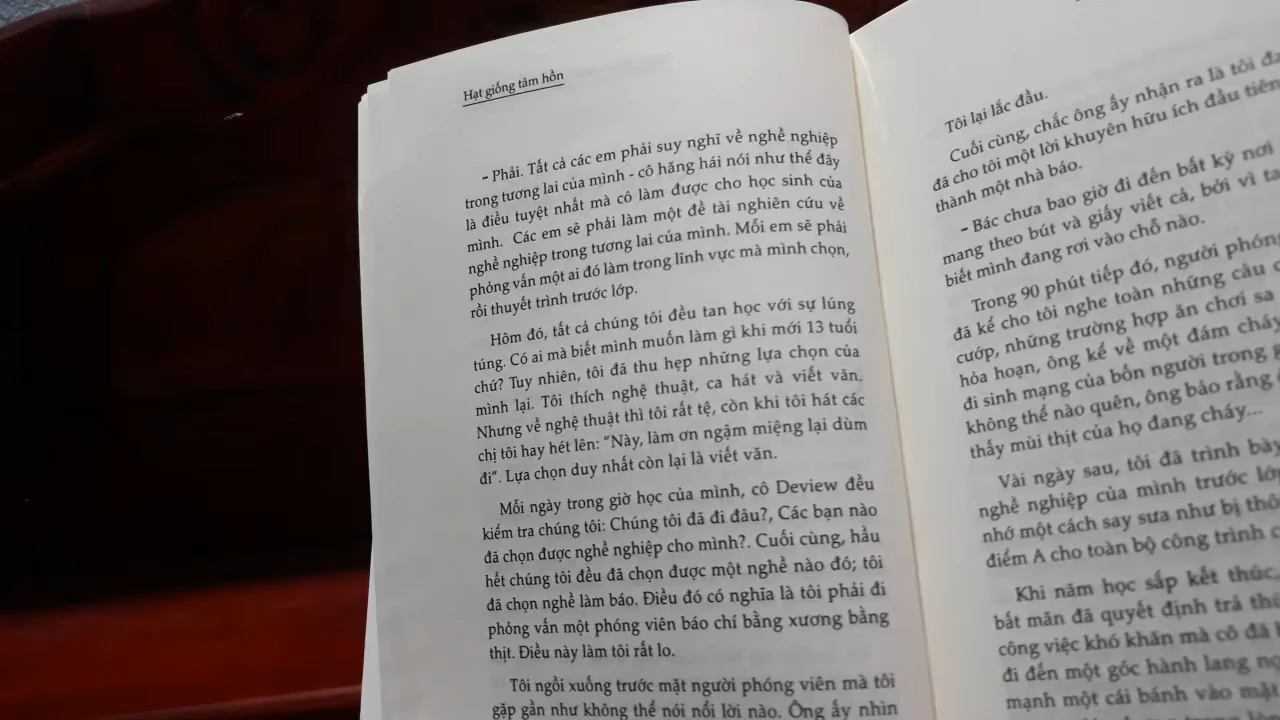 Hạt giống tâm hồn
- Phải. Tất cả các em phải suy nghĩ về nghề nghiệp
trong tương lai của mình - cô hăng hái nói như thể đây
là điều tuyệt nhất mà cô làm được cho học sinh của
mình. Các em sẽ phải làm một đề tài nghiên cứu về
nghề nghiệp trong tương lai của mình. Mỗi em sẽ phải
phỏng vấn một ai đó làm trong lĩnh vực mà mình chọn,
rồi thuyết trình trước lớp.
Hôm đó, tất cả chúng tôi đều tan học với sự lúng
túng. Có ai mà biết mình muốn làm gì khi mới 13 tuổi
chứ? Tuy nhiên, tôi đã thu hẹp những lựa chọn của
mình lại. Tôi thích nghệ thuật, ca hát và viết văn.
Nhưng về nghệ thuật thì tôi rất tệ, còn khi tôi hát các
chị tôi hay hét lên: “Này, làm ơn ngậm miệng lại dùm
đi”. Lựa chọn duy nhất còn lại là viết văn.
Mỗi ngày trong giờ học của mình, cô Deview đều
kiểm tra chúng tôi: Chúng tôi đã đi đâu?, Các bạn nào
đã chọn được nghề nghiệp cho mình?. Cuối cùng, hầu
hết chúng tôi đều đã chọn được một nghề nào đó; tôi
đã chọn nghề làm báo. Điều đó có nghĩa là tôi phải đi
phỏng vấn một phóng viên báo chí bằng xương bằng
thịt. Điều này làm tôi rất lo.
Tôi ngồi xuống trước mặt người phóng viên mà tôi
gặp gần như không thể nói nổi lời nào. Ông ấy nhìn
Tôi lại lắc đầu.
Cuối cùng, chắc ông ấy nhận ra là tôi
đã cho tôi một lời khuyên hữu ích đầu tiên
thành một nhà báo.
- Bác chưa bao giờ đi đến bất kỳ nơi
mang theo bút và giấy viết cả, bởi vì ta
biết mình đang rơi vào chỗ nào.
Trong 90 phút tiếp đó, người phóng
đã kể cho tôi nghe toàn những câu
cướp, những trường hợp ăn chơi sa
hỏa hoạn, ông kể về một đám cháy
đi sinh mạng của bốn người trong
không thể nào quên, ông bảo rằng
thấy mùi thịt của họ đang cháy...
Vài ngày sau, tôi đã trình bày
nghề nghiệp của mình trước lớp
nhớ một cách say sưa như bị thôi
điểm A cho toàn bộ công trình
Khi năm học sắp kết thúc,
bất mãn đã quyết định trả thù
công việc khó khăn mà cô đã
đi đến một góc hành lang
mạnh một cái bánh vào mặt